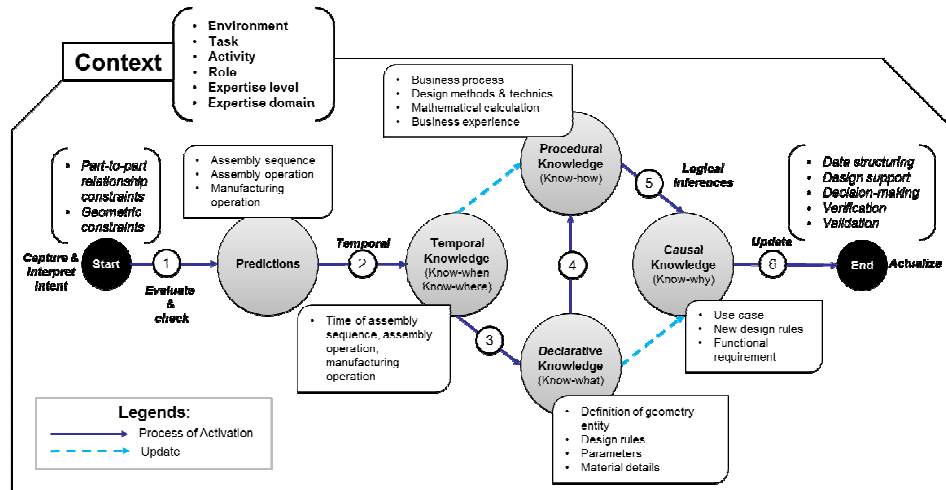 Context
• Environment
• Task
• Activity
• Role
• Expertise level
• Expertise domain
• Business process
• Design methods & technics
• Mathematical calculation
• Business experience
• Part-to-part
relationship
constraints
• Geometric
constraints
• Assembly sequence
• Assembly operation
• Manufacturing
operation
Procedural
Knowledge
(Know-how)
5
Logical
inferences
• Data structuring
• Design support
• Decision-making
• Verification
• Validation
Capture &
Interpret
intent
Start
1
Evaluate
& check
Predictions
Temporal
2
Temporal
Knowledge
(Know-when
Know-where)
4
Causal
Knowledge
(Know-why)
Update
6
End
Actualize
• Time of assembly
sequence, assembly
operation,
manufacturing
operation
3
Declarative
Knowledge
(Know-what)
• Use case
• New design rules
• Functional
requirement
Legends:
Process of Activation
Update
• Definition of geometry
entity
• Design rules
• Parameters
• Material details